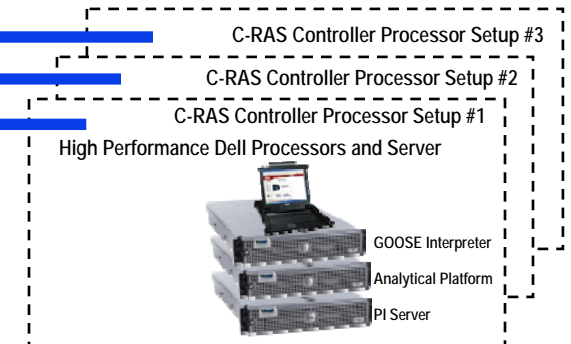 C-RAS Controller Processor Setup #3
C-RAS Controller Processor Setup #2
C-RAS Controller Processor Setup #1
High Performance Dell Processors and Server
GOOSE Interpreter
Analytical Platform
PI Server